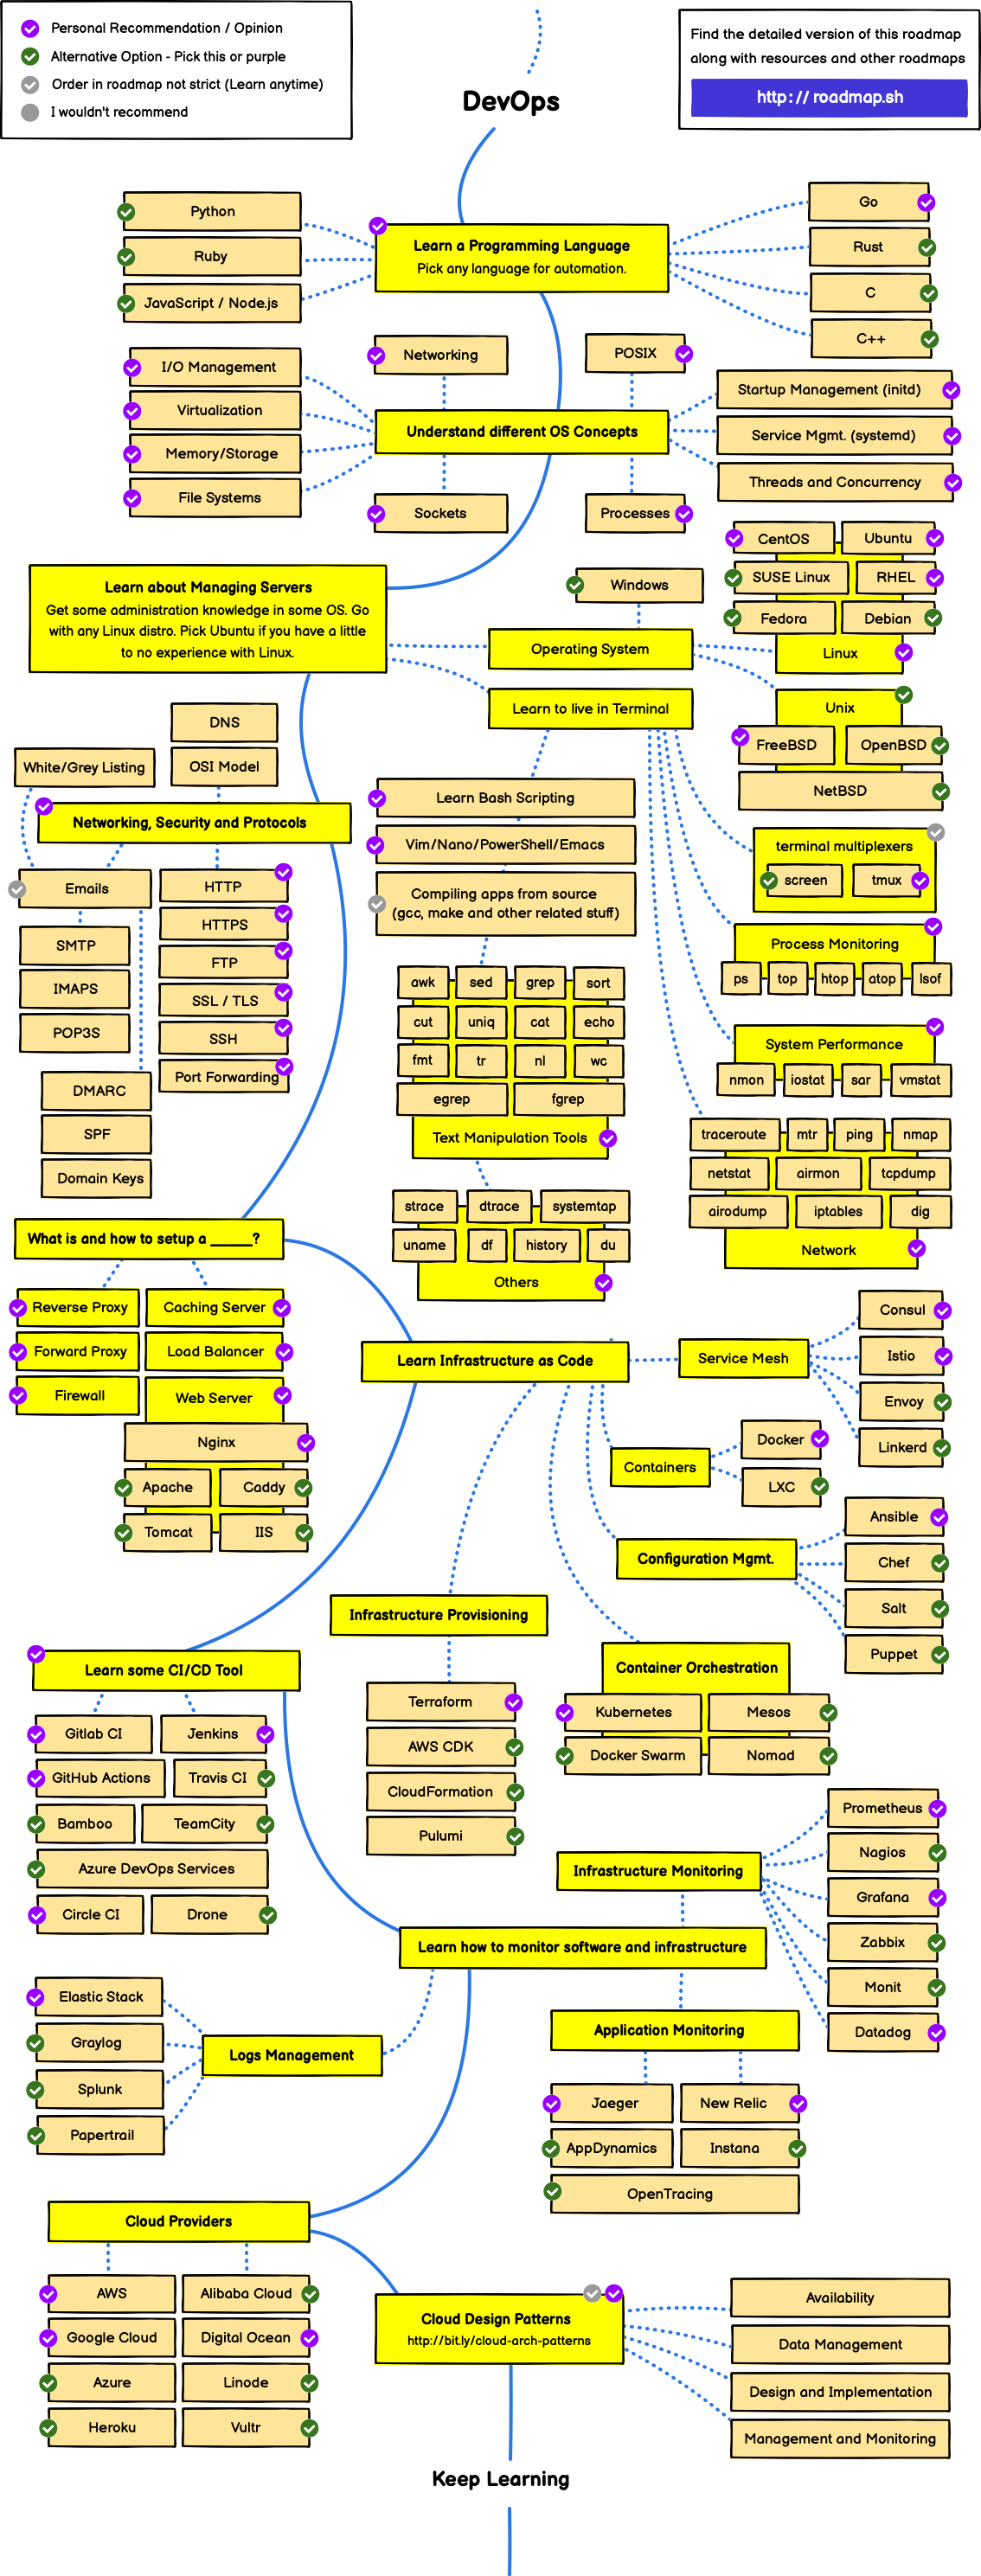 Personal Recommendation / Opinion
Alternative Option - Pick this or purple
Order in roadmap not strict (Learn anytime)
I wouldn't recommend
Find the detailed version of this roadmap
along with resources and other roadmaps
http://roadmap.sh
DevOps
Python
Ruby
JavaScript / Node.js
Learn a Programming Language
Pick any language for automation.
Go
Rust
C
C++
I/O Management
Virtualization
Memory/Storage
File Systems
Networking
POSIX
Understand different OS Concepts
Sockets
Processes
Startup Management (initd)
Service Mgmt. (systemd)
Threads and Concurrency
Learn about Managing Servers
Get some administration knowledge in some OS. Go
with any Linux distro. Pick Ubuntu if you have a little
to no experience with Linux.
Windows
Operating System
Learn to live in Terminal
CentOS
Ubuntu
SUSE Linux
RHEL
Fedora
Debian
Linux
Unix
FreeBSD
OpenBSD
NetBSD
DNS
OSI Model
White/Grey Listing
Networking, Security and Protocols
Emails
SMTP
IMAPS
POP3S
DMARC
SPF
Domain Keys
HTTP
HTTPS
FTP
SSL / TLS
SSH
Port Forwarding
Learn Bash Scripting
Vim/Nano/PowerShell/Emacs
Compiling apps from source
(gcc, make and other related stuff)
awk
sed
grep
sort
cut
uniq
cat
echo
fmt
tr
nl
wc
egrep
fgrep
Text Manipulation Tools
strace
dtrace
systemtap
uname
df
history
du
Others
terminal multiplexers
screen
tmux
Process Monitoring
ps
top
htop
atop
lsof
System Performance
nmon
iostat
sar
vmstat
traceroute
mtr
ping
nmap
netstat
airmon
tcpdump
airodump
iptables
dig
Network
What is and how to setup a ______?
Reverse Proxy
Caching Server
Forward Proxy
Load Balancer
Firewall
Web Server
Nginx
Apache
Caddy
Tomcat
IIS
Learn Infrastructure as Code
Service Mesh
Consul
Istio
Envoy
Linkerd
Containers
Docker
LXC
Configuration Mgmt.
Ansible
Chef
Salt
Puppet
Infrastructure Provisioning
Terraform
AWS CDK
CloudFormation
Pulumi
Container Orchestration
Kubernetes
Mesos
Docker Swarm
Nomad
Learn some CI/CD Tool
Gitlab CI
Jenkins
GitHub Actions
Travis CI
Bamboo
TeamCity
Azure DevOps Services
Circle CI
Drone
Infrastructure Monitoring
Prometheus
Nagios
Grafana
Zabbix
Monit
Datadog
Learn how to monitor software and infrastructure
Elastic Stack
Graylog
Splunk
Papertrail
Logs Management
Application Monitoring
Jaeger
New Relic
AppDynamics
Instana
OpenTracing
Cloud Providers
AWS
Alibaba Cloud
Google Cloud
Digital Ocean
Azure
Linode
Heroku
Vultr
Cloud Design Patterns
http://bit.ly/cloud-arch-patterns
Availability
Data Management
Design and Implementation
Management and Monitoring
Keep Learning